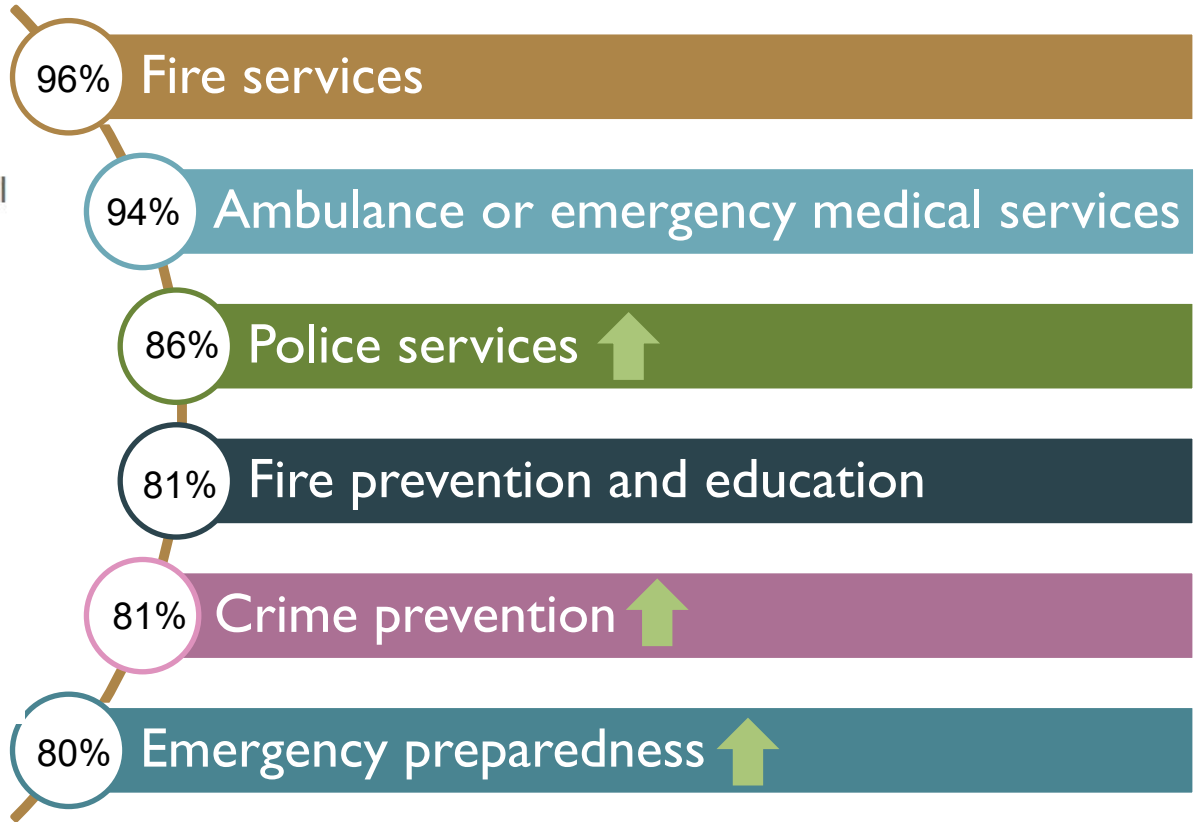 96% Fire services
94% Ambulance or emergency medical services
86% Police services
81% Fire prevention and education
81% Crime prevention
80% Emergency preparedness